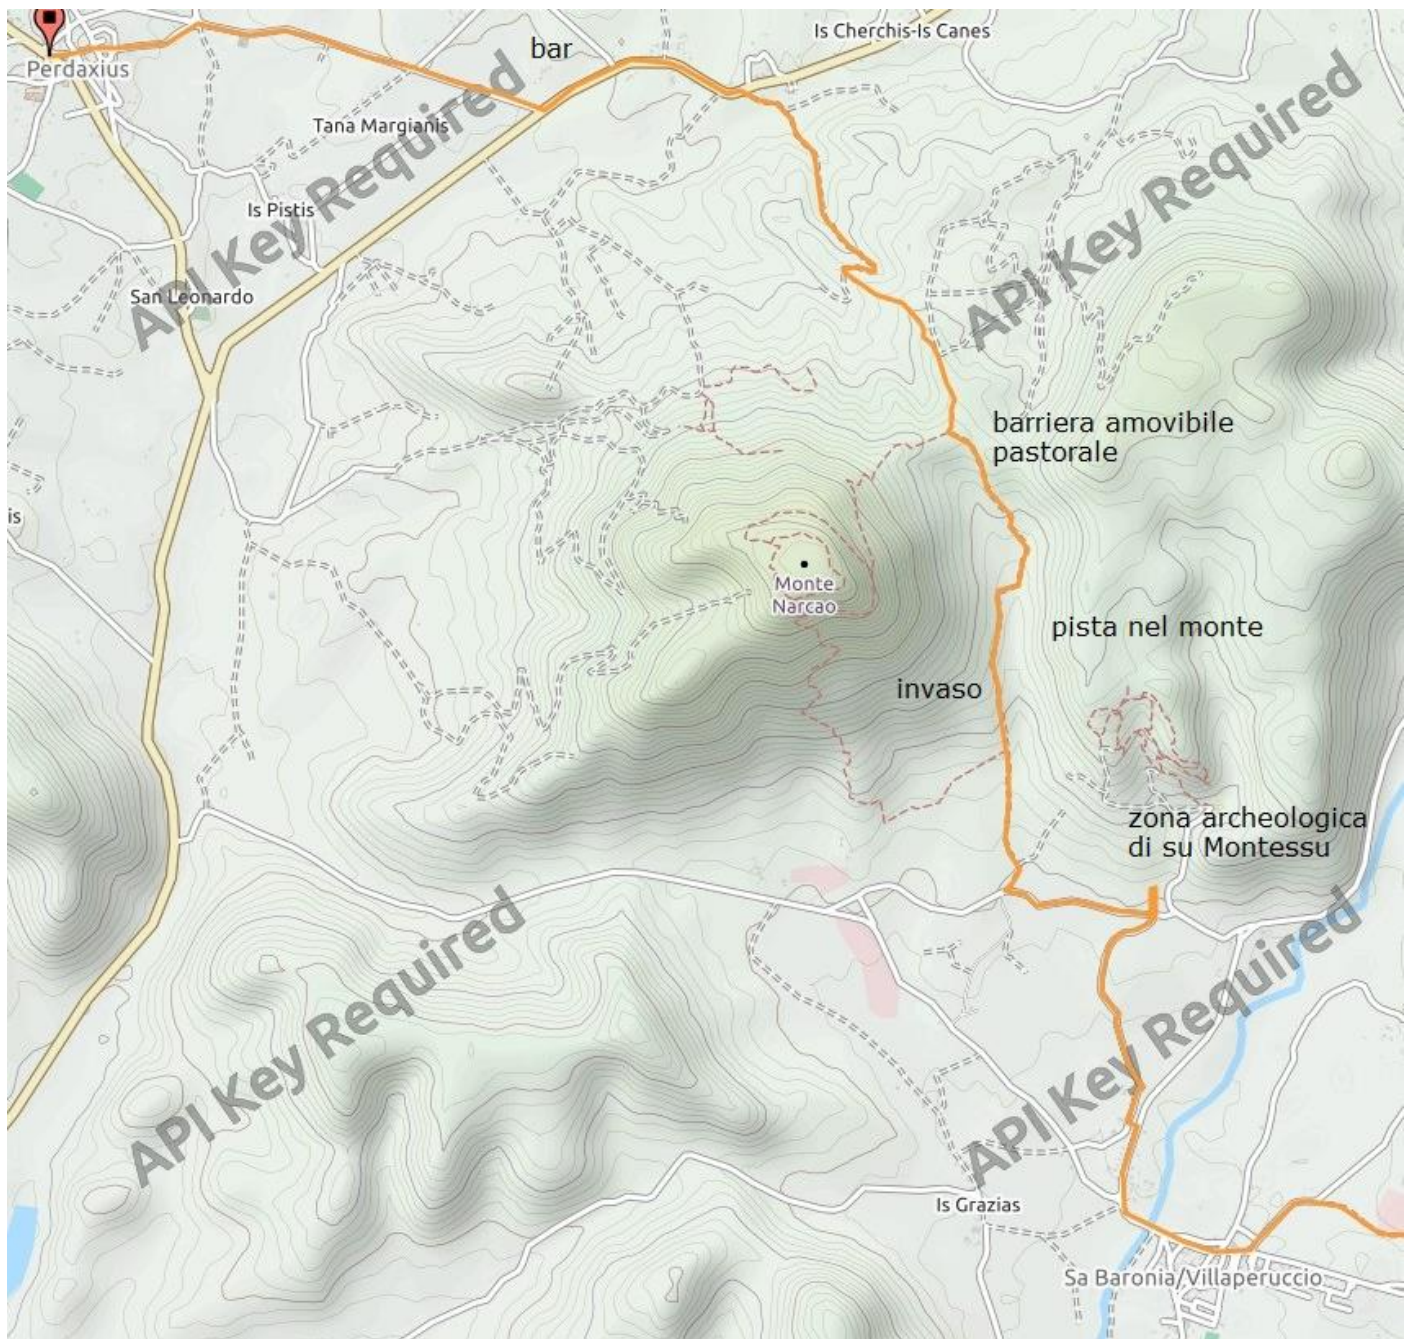 bar
Is Cherchis-Is Canes
Perdaxius
API Key Required
API Key Required
Tana Margianis
Is Pistis
San Leonardo
barriera amovibile
pastorale
is
Monte
Narcao
pista nel monte
invaso
zona archeologica
di su Montessu
API Key Required
API Key Required
Is Grazias
Sa Baronia/Villaperuccio